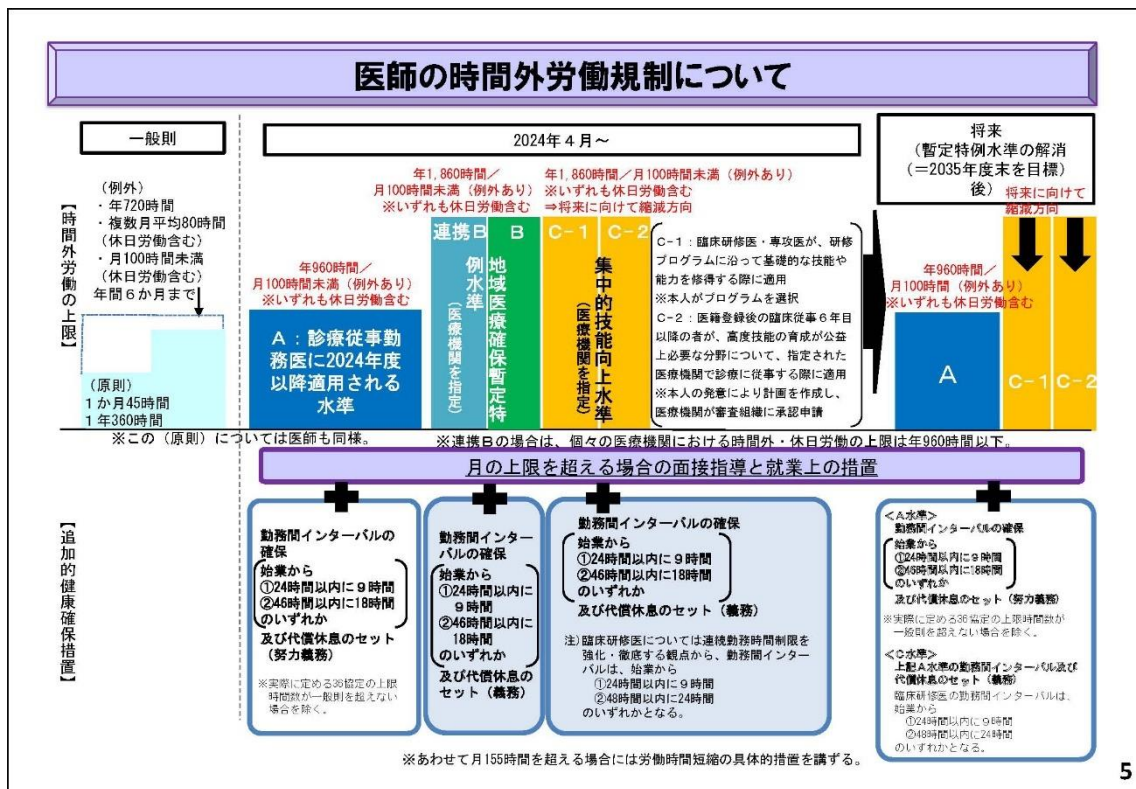 医師の時間外労働規制について
一般則
2024年4月~
将来
(暫定特例水準の解消
(=2035年度末を目標)
後)
【時間外労働の上限】
(例外)
・年720時間
・複数月平均80時間
(休日労働含む)
・月100時間未満
(休日労働含む)
年間6か月まで
(原則)
1か月45時間
1年360時間
※この(原則)については医師も同様。
年960時間/
月100時間未満(例外あり)
※いずれも休日労働含む
A:診療従事勤
務医に2024年度
以降適用される
水準
年1,860時間/
月100時間未満(例外あり)
※いずれも休日労働含む
連携B
B
地域医療確保暫定特
例水準
(医療機関を指定)
年1,860時間/月100時間未満(例外あり)
※いずれも休日労働含む
⇒将来に向けて縮減方向
C-1
C-2
集中的技能向上水準
(医療機関を指定)
C-1:臨床研修医・専攻医が、研修
プログラムに沿って基礎的な技能や
能力を修得する際に適用
※本人がプログラムを選択
C-2:医籍登録後の臨床従事6年目
以降の者が、高度技能の育成が公益
上必要な分野について、指定された
医療機関で診療に従事する際に適用
※本人の発意により計画を作成し、
医療機関が審査組織に承認申請
※連携Bの場合は、個々の医療機関における時間外・休日労働の上限は年960時間以下。
将来に向けて
縮減方向
年960時間/
月100時間(例外あり)
※いずれも休日労働含む
A
C-1
C-2
月の上限を超える場合の面接指導と就業上の措置
【追加的健康確保措置】
勤務間インターバルの
確保
始業から
①24時間以内に9時間
②46時間以内に18時間
のいずれか
及び代償休息のセット
(努力義務)
※実際に定める36協定の上限
時間数が一般則を超えない
場合を除く。
勤務間インター
バルの確保
始業から
①24時間以内に
9時間
②46時間以内に
18時間
のいずれか
及び代償休息の
セット(義務)
勤務間インターバルの確保
始業から
①24時間以内に9時間
②46時間以内に18時間
のいずれか
及び代償休息のセット(義務)
注)臨床研修医については連続勤務時間制限を
強化・徹底する観点から、勤務間インター
バルは、始業から
①24時間以内に9時間
②48時間以内に24時間
のいずれかとなる。
<A水準>
勤務間インターバルの確保
始業から
①24時間以内に9時間
②46時間以内に18時間
のいずれか
及び代償休息のセット(努力義務)
※実際に定める36協定の上限時間数が
一般則を超えない場合を除く。
<C水準>
上記A水準の勤務間インターバル及び
代償休息のセット(義務)
臨床研修医の勤務間インターバルは、
始業から
①24時間以内に9時間
②48時間以内に24時間
のいずれかとなる。
※あわせて月155時間を超える場合には労働時間短縮の具体的措置を講ずる。
5